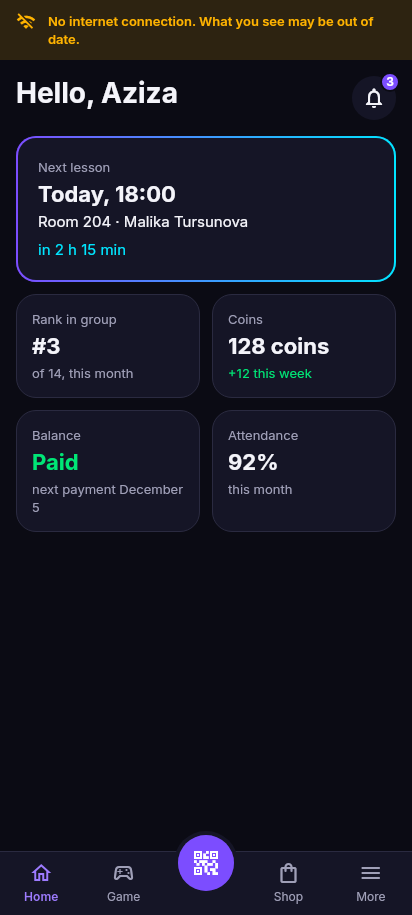 No internet connection. What you see may be out of
date.
Hello, Aziza
3
Next lesson
Today, 18:00
Room 204 · Malika Tursunova
in 2 h 15 min
Rank in group
#3
of 14, this month
Coins
128 coins
+12 this week
Balance
Paid
next payment December
5
Attendance
92%
this month
Home
Game
Shop
More